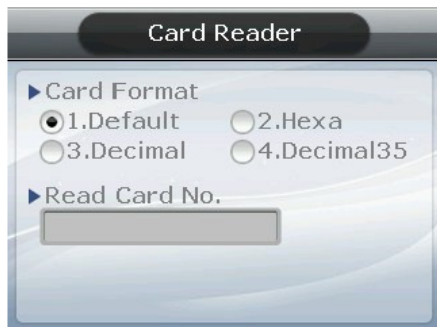 Card Reader
Card Format
1.Default 2.Hexa
3.Decimal 4.Decimal35
Read Card No.